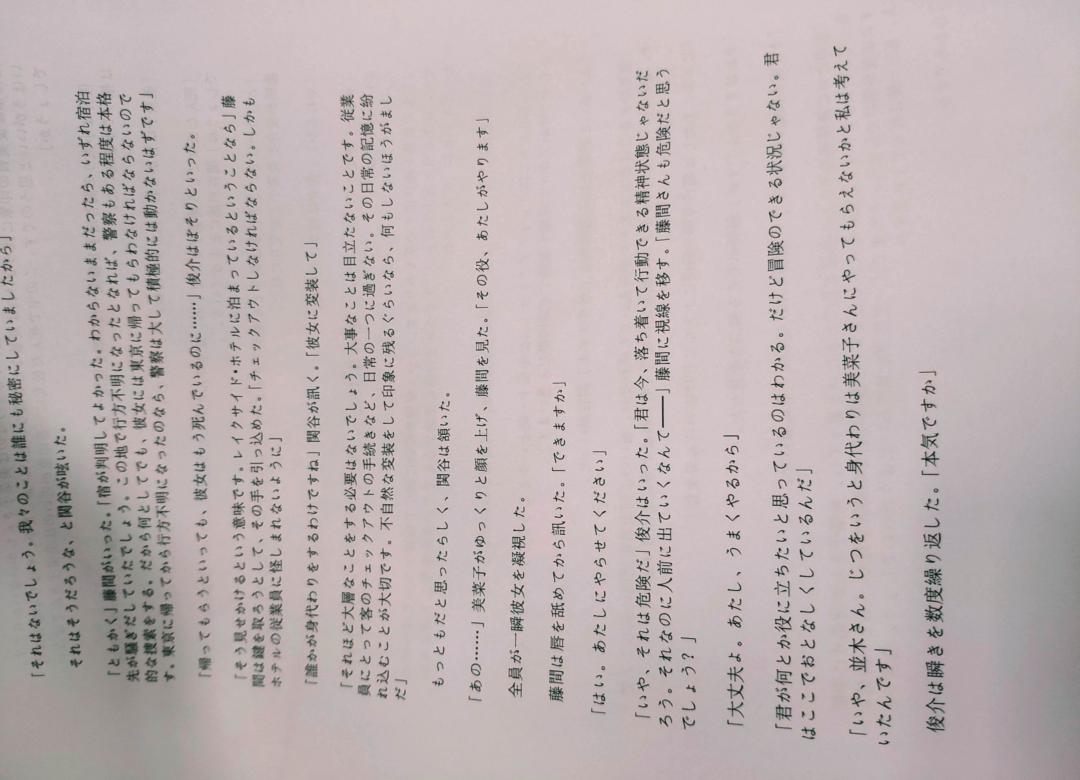 「それはないでしょう。我々のことは誰にも秘密にしていましたから」
それはそうだろうな、と関谷が呟いた。
「ともかく」藤間がいった。「宿が判明してよかった。わからないままだったら、いずれ宿泊
先が騒ぎだしていたでしょう。この地で行方不明になったとなれば、警察もある程度は本格
的な捜索をする。だから何としてでも、彼女には東京に帰ってもらわなければならないので
す。東京に帰ってから行方不明になったのなら、警察は大して積極的には動かないはずです」
「帰ってもらうといっても、彼女はもう死んでいるのに……」俊介はぼそりといった。
「そう見せかけるという意味です。レイクサイド・ホテルに泊まっているということなら」藤
間は鍵を取ろうとして、その手を引っ込めた。「チェックアウトしなければならない。しかも
ホテルの従業員に怪しまれないように」
「誰かが身代わりをするわけですね」関谷が訊く。「彼女に変装して」
「それほど大層なことをする必要はないでしょう。大事なことは目立たないことです。従業
員にとって客のチェックアウトの手続きなど、日常の一つに過ぎない。その日常の記憶に紛
れ込むことが大切です。不自然な変装をして印象に残るぐらいなら、何もしないほうがまし
だ」
もっともだと思ったらしく、関谷は頷いた。
「あの……」美菜子がゆっくりと顔を上げ、藤間を見た。「その役、あたしがやります」
全員が一瞬彼女を凝視した。
藤間は唇を舐めてから訊いた。「できますか」
「はい。あたしにやらせてください」
「いや、それは危険だ」俊介はいった。「君は今、落ち着いて行動できる精神状態じゃないだ
ろう。それなのに人前に出ていくなんて――」藤間に視線を移す。「藤間さんも危険だと思う
でしょう？」
「大丈夫よ。あたし、うまくやるから」
「君が何とか役に立ちたいと思っているのはわかる。だけど冒険のできる状況じゃない。君
はここでおとなしくしているんだ」
「いや、並木さん。じつをいうと身代わりは美菜子さんにやってもらえないかと私は考えて
いたんです」
俊介は瞬きを数度繰り返した。「本気ですか」